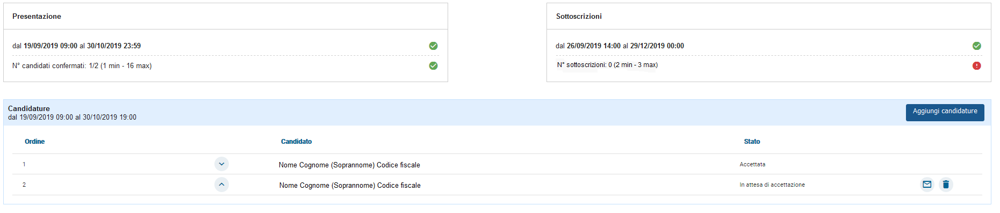 Presentazione
dal 19/09/2019 09:00 al 30/10/2019 23:59
N° candidati confermati: 1/2 (1 min - 16 max)
Sottoscrizioni
dal 26/09/2019 14:00 al 29/12/2019 00:00
N° sottoscrizioni: 0 (2 min - 3 max)
Candidature
dal 19/09/2019 09:00 al 30/10/2019 19:00
Aggiungi candidature
Ordine Candidato Stato
1 Nome Cognome (Soprannome) Codice fiscale Accettata
2 Nome Cognome (Soprannome) Codice fiscale In attesa di accettazione